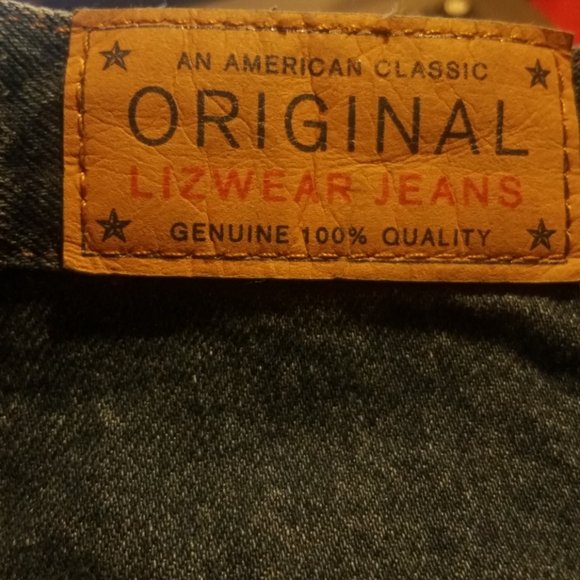 AN AMERICAN CLASSIC
ORIGINAL
LIZWEAR JEANS
GENUINE 100% QUALITY